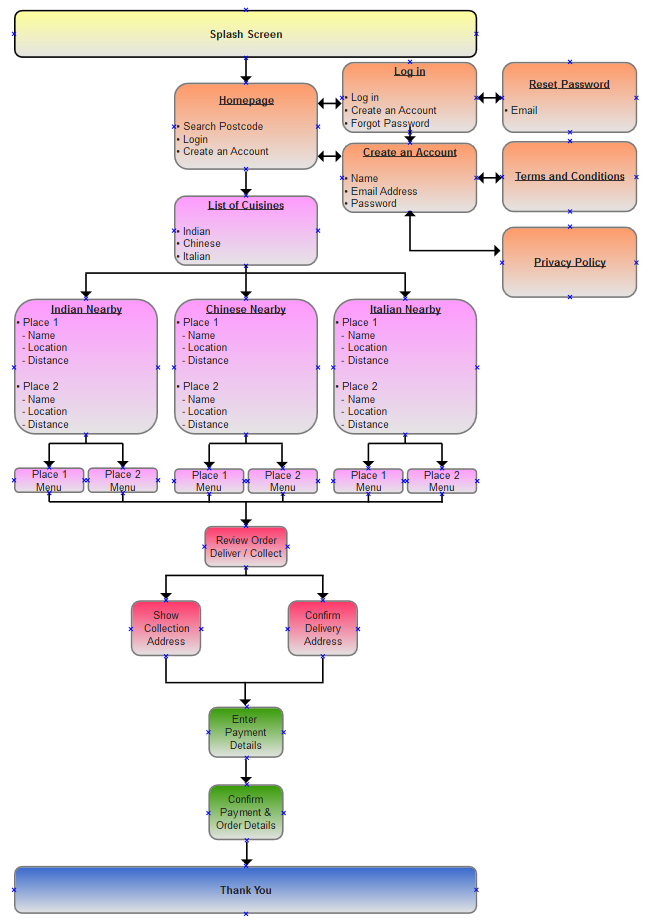 Splash Screen
Homepage
• Search Postcode
• Login
• Create an Account
Log in
• Log in
• Create an Account
• Forgot Password
Reset Password
• Email
Create an Account
• Name
• Email Address
• Password
Terms and Conditions
Privacy Policy
List of Cuisines
• Indian
• Chinese
• Italian
Indian Nearby
• Place 1
- Name
- Location
- Distance
• Place 2
- Name
- Location
- Distance
Chinese Nearby
• Place 1
- Name
- Location
- Distance
• Place 2
- Name
- Location
- Distance
Italian Nearby
• Place 1
- Name
- Location
- Distance
• Place 2
- Name
- Location
- Distance
Place 1
Menu
Place 2
Menu
Place 1
Menu
Place 2
Menu
Place 1
Menu
Place 2
Menu
Review Order
Deliver / Collect
Show
Collection
Address
Confirm
Delivery
Address
Enter
Payment
Details
Confirm
Payment &
Order Details
Thank You